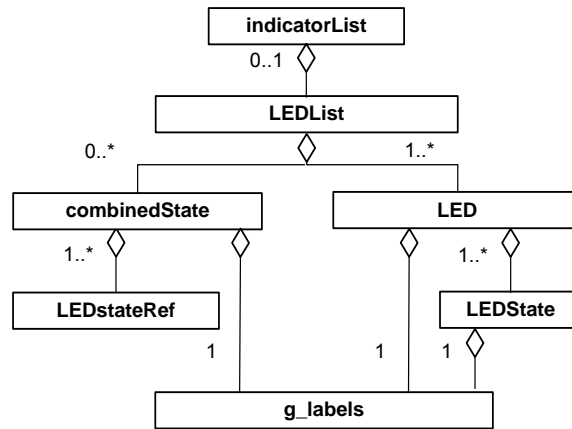 indicatorList
0..1
LEDList
0..* 1..*
combinedState LED
1..* 1..*
LEDstateRef LEDState
1 1 1
g_labels